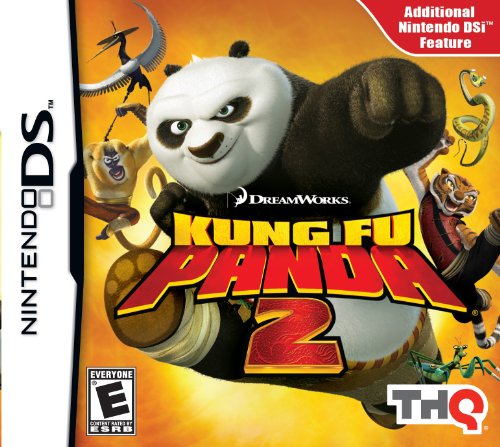 Additional
Nintendo DSi™
Feature
NINTENDO DS™
DREAMWORKS
KUNG FU
PANDA
2
EVERYONE
E
CONTENT RATED BY
ESRB
THQ